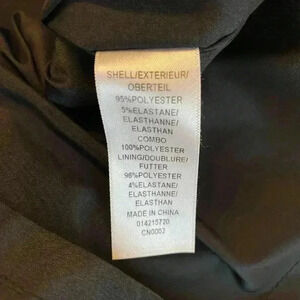 SHELL/EXTERIEUR/
OBERTEIL
95%POLYESTER
5%ELASTANE/
ELASTHANNE/
ELASTHAN
COMBO
100%POLYESTER
LINING/DOUBLURE/
FUTTER
96%POLYESTER
4%ELASTANE/
ELASTHANNE/
ELASTHAN
MADE IN CHINA
014215720
CN0002